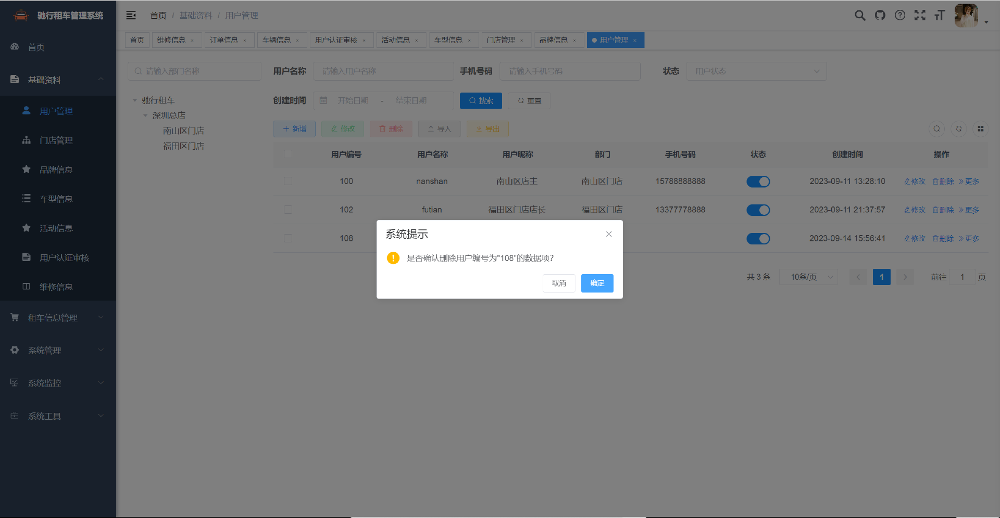 驰行租车管理系统
首页 / 基础资料 / 用户管理
首页 维修信息 × 订单信息 × 车辆信息 × 用户认证审核 × 活动信息 × 车型信息 × 门店管理 × 品牌信息 × 用户管理 ×
首页
基础资料
用户管理
门店管理
品牌信息
车型信息
活动信息
用户认证审核
维修信息
租车信息管理
系统管理
系统监控
系统工具
请输入部门名称
驰行租车
深圳总店
南山区门店
福田区门店
用户名称 请输入用户名称 手机号码 请输入手机号码 状态 用户状态
创建时间 开始日期 - 结束日期 搜索 重置
新增 修改 删除 导入 导出
用户编号 用户名称 用户昵称 部门 手机号码 状态 创建时间 操作
100 nanshan 南山区店主 南山区门店 15788888888 2023-09-11 13:28:10 修改 删除 更多
102 futian 福田区门店店长 福田区门店 13377778888 2023-09-11 21:37:57 修改 删除 更多
108 2023-09-14 15:56:41 修改 删除 更多
系统提示
是否确认删除用户编号为"108"的数据项?
取消 确定
共 3 条 10条/页 1 前往 1 页